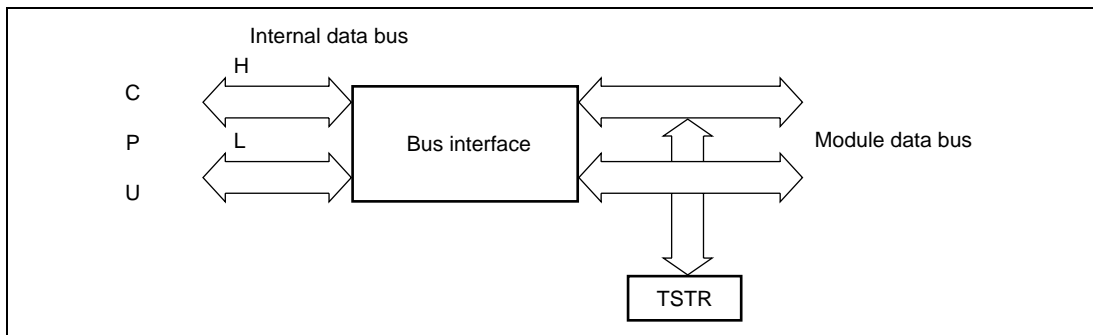 Internal data bus
H
C
P
U
L
Bus interface
Module data bus
TSTR